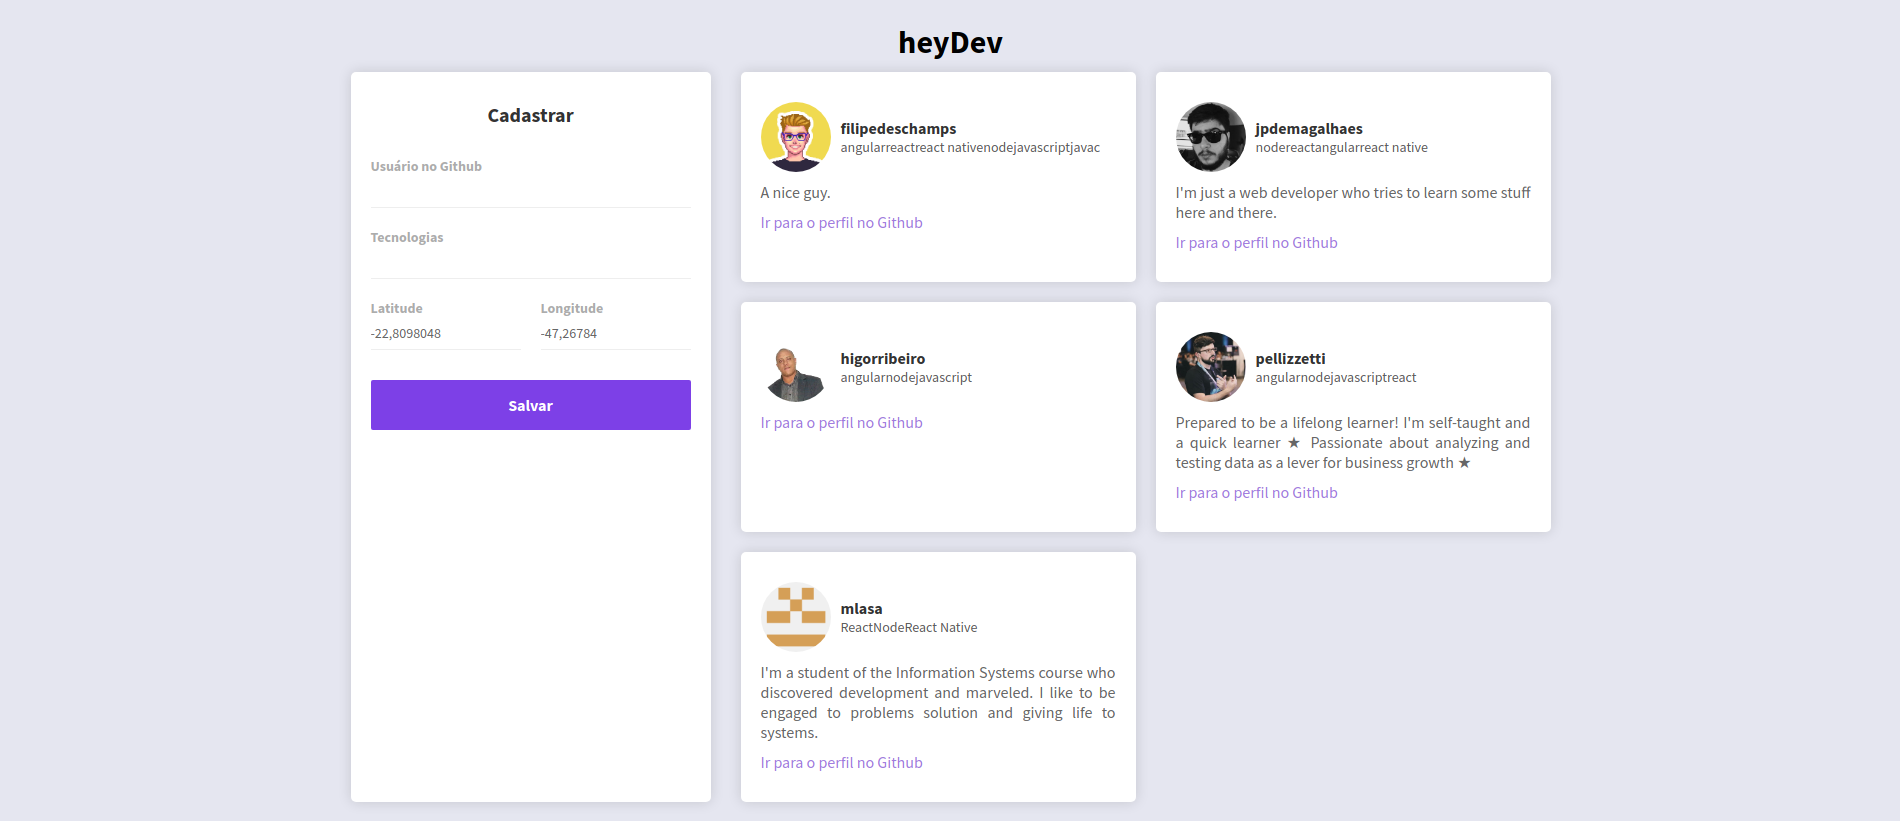 heyDev
Cadastrar
Usuário no Github
Tecnologias
Latitude
Longitude
-22,8098048
-47,26784
Salvar
filipedeschamps
angularreactreact nativenodejavascriptjavac
A nice guy.
Ir para o perfil no Github
jpdemagalhaes
nodereactangularreact native
I'm just a web developer who tries to learn some stuff
here and there.
Ir para o perfil no Github
higorribeiro
angularnodejavascript
Ir para o perfil no Github
pellizzetti
angularnodejavascriptreact
Prepared to be a lifelong learner! I'm self-taught and
a quick learner ★ Passionate about analyzing and
testing data as a lever for business growth ★
Ir para o perfil no Github
mlasa
ReactNodeReact Native
I'm a student of the Information Systems course who
discovered development and marveled. I like to be
engaged to problems solution and giving life to
systems.
Ir para o perfil no Github